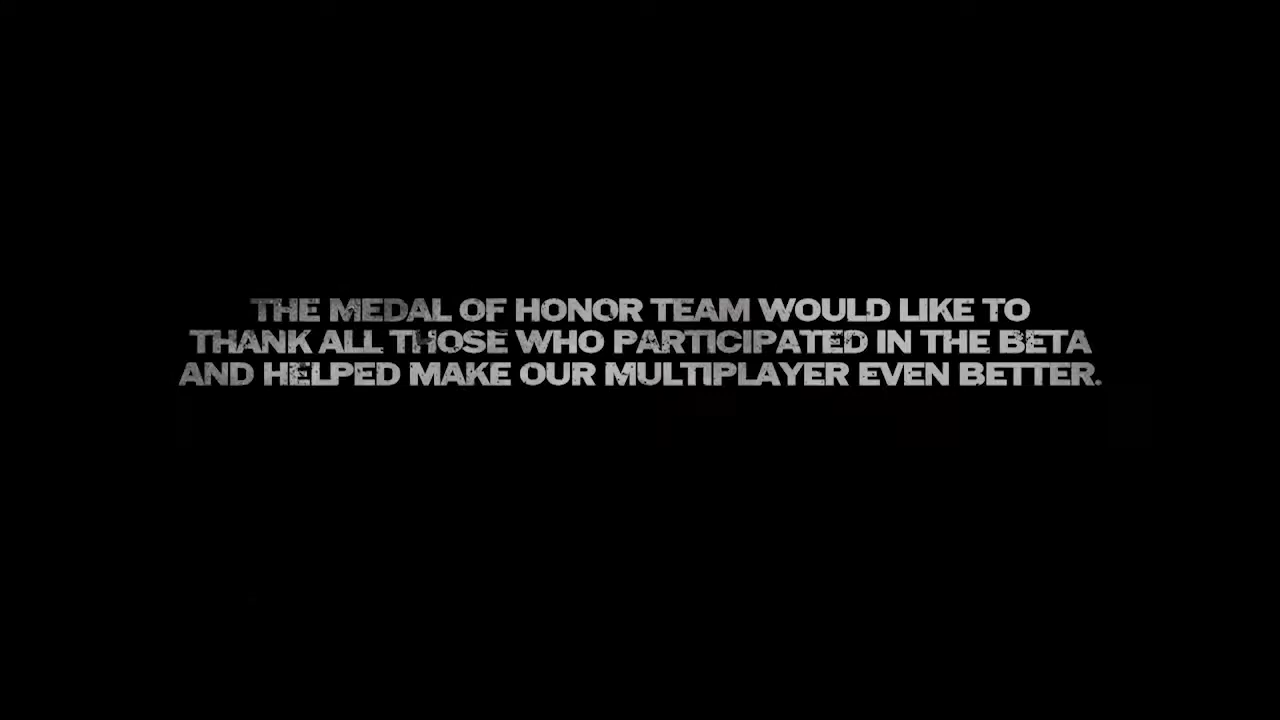 THE MEDAL OF HONOR TEAM WOULD LIKE TO
THANK ALL THOSE WHO PARTICIPATED IN THE BETA
AND HELPED MAKE OUR MULTIPLAYER EVEN BETTER.